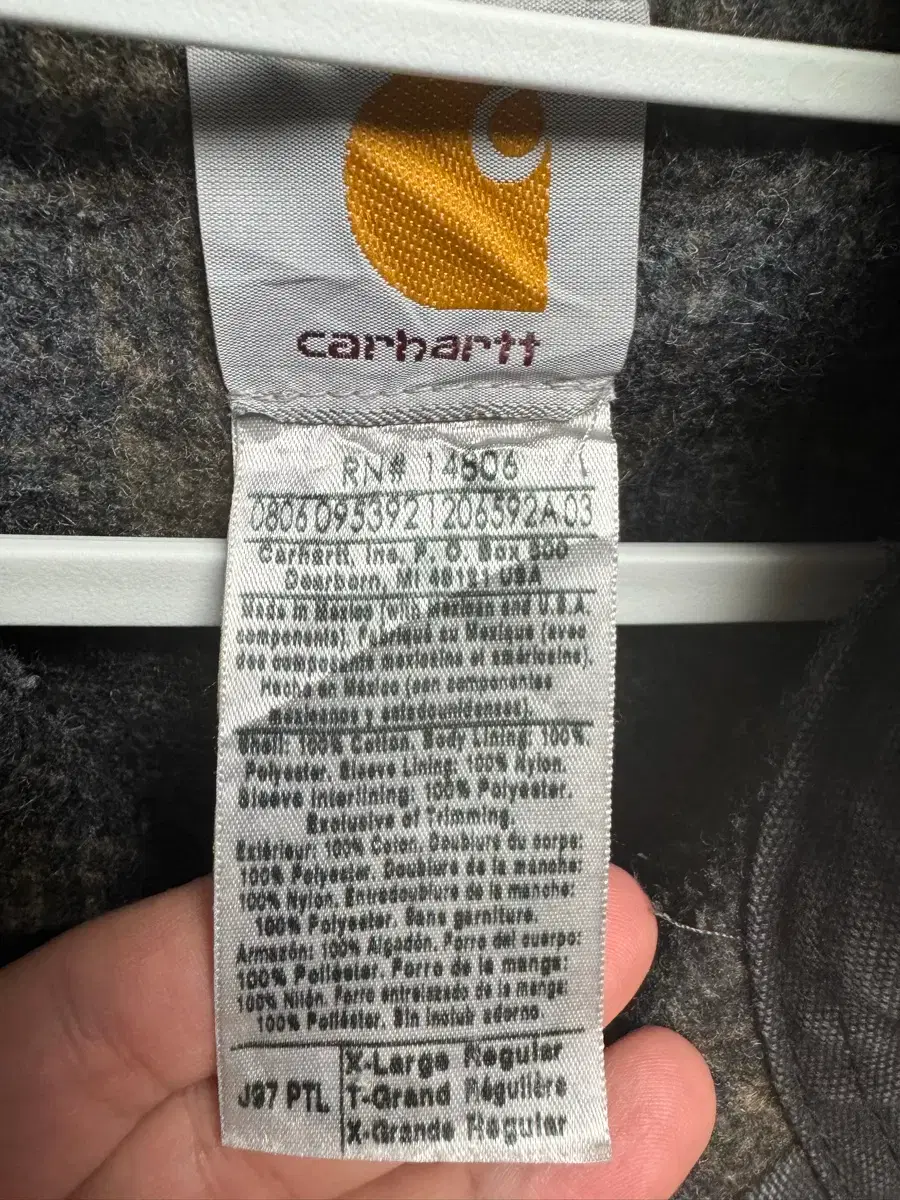 carhartt
RN# 14806 L
0806 095392 1206592A 03
Carhartt, Inc. P. O. Box 600
Dearborn, MI 48121 USA
Made in Mexico (with Mexican and U.S.A.
components). Fabriqué au Mexique (avec
des composants mexicains et américains).
Hecho en México (con componentes
mexicanos y estadounidenses).
Shell: 100% Cotton. Body Lining: 100%
Polyester. Sleeve Lining: 100% Nylon.
Sleeve Interlining: 100% Polyester.
Exclusive of Trimming.
Extérieur: 100% Coton. Doublure du corps:
100% Polyester. Doublure de la manche:
100% Nylon. Entredoublure de la manche:
100% Polyester. Sans garniture.
Armazón: 100% Algodón. Forro del cuerpo:
100% Poliéster. Forro de la manga:
100% Nilón. Forro entrelazado de la manga:
100% Poliéster. Sin incluir adorno.
J97 PTL
X-Large Regular
T-Grand Régulière
X-Grande Regular